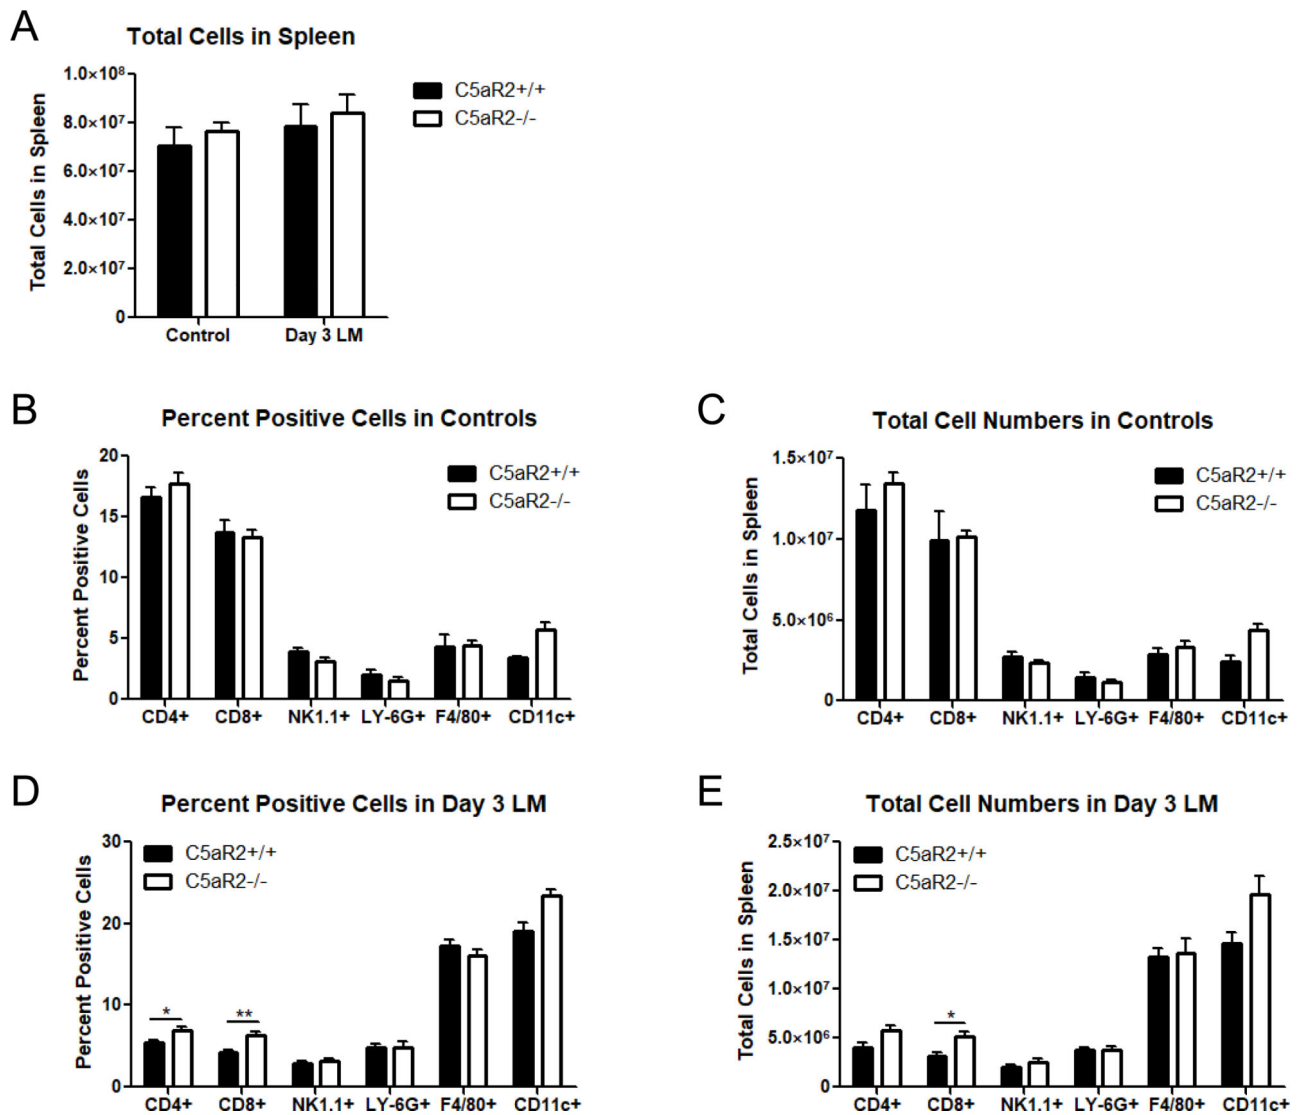 A
Total Cells in Spleen
Total Cells in Spleen
1.0×10⁸
8.0×10⁷
6.0×10⁷
4.0×10⁷
2.0×10⁷
0
Control Day 3 LM
C5aR2+/+
C5aR2-/-
B
Percent Positive Cells in Controls
Percent Positive Cells
20
15
10
5
0
C5aR2+/+
C5aR2-/-
CD4+ CD8+ NK1.1+ LY-6G+ F4/80+ CD11c+
C
Total Cell Numbers in Controls
Total Cells in Spleen
1.5×10⁷
1.0×10⁷
5.0×10⁶
0
C5aR2+/+
C5aR2-/-
CD4+ CD8+ NK1.1+ LY-6G+ F4/80+ CD11c+
D
Percent Positive Cells in Day 3 LM
Percent Positive Cells
30
20
10
0
C5aR2+/+
C5aR2-/-
* **
CD4+ CD8+ NK1.1+ LY-6G+ F4/80+ CD11c+
E
Total Cell Numbers in Day 3 LM
Total Cells in Spleen
2.5×10⁷
2.0×10⁷
1.5×10⁷
1.0×10⁷
5.0×10⁶
0
C5aR2+/+
C5aR2-/-
*
CD4+ CD8+ NK1.1+ LY-6G+ F4/80+ CD11c+